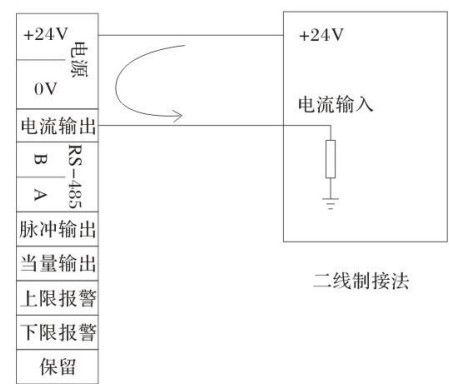 +24V
电源
0V
电流输出
B
RS-485
A
脉冲输出
当量输出
上限报警
下限报警
保留
+24V
电流输入
二线制接法